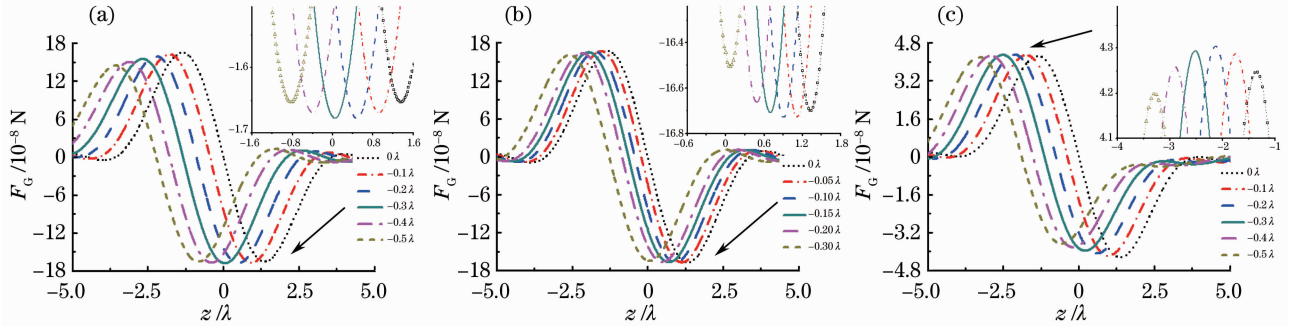 (a)
F_G /10⁻⁸ N
18
12
6
0
−6
−12
−18
−5.0 −2.5 0 2.5 5.0
z/λ
−1.6
−1.7
−1.6 −0.8 0 0.8 1.6
0 λ
−0.1 λ
−0.2 λ
−0.3 λ
−0.4 λ
−0.5 λ
(b)
F_G /10⁻⁸ N
18
12
6
0
−6
−12
−18
−5.0 −2.5 0 2.5 5.0
z/λ
−16.4
−16.6
−16.8
−0.6 0 0.6 1.2 1.8
0 λ
−0.05 λ
−0.10 λ
−0.15 λ
−0.20 λ
−0.30 λ
(c)
F_G /10⁻⁸ N
4.8
3.2
1.6
0
−1.6
−3.2
−4.8
−5.0 −2.5 0 2.5 5.0
z/λ
4.3
4.2
4.1
−4 −3 −2 −1
0 λ
−0.1 λ
−0.2 λ
−0.3 λ
−0.4 λ
−0.5 λ